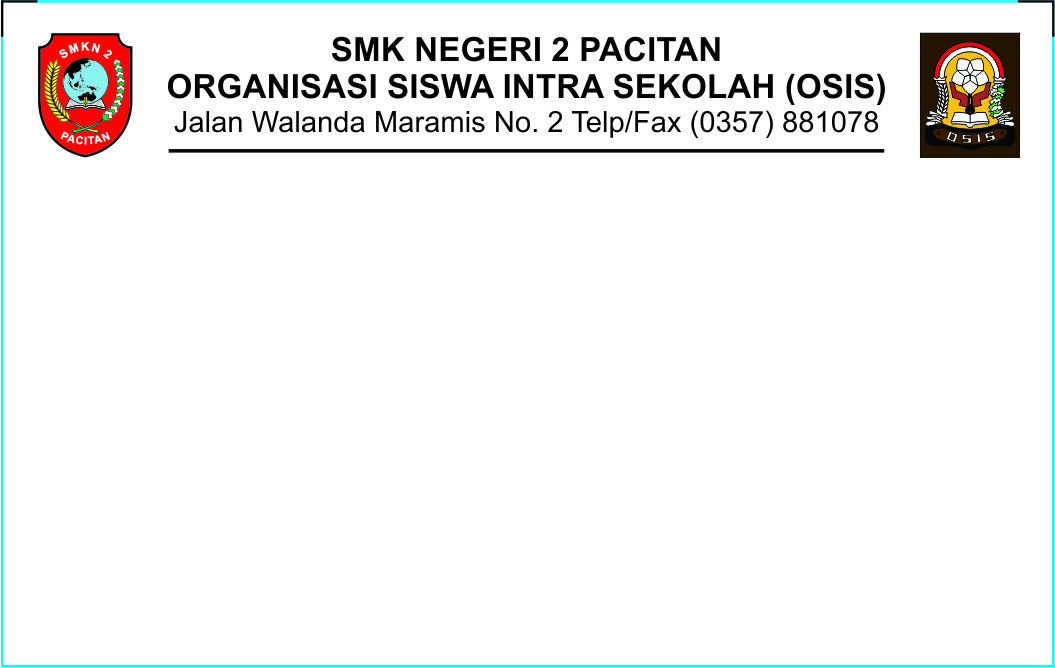 SMKN 2
PACITAN
SMK NEGERI 2 PACITAN
ORGANISASI SISWA INTRA SEKOLAH (OSIS)
Jalan Walanda Maramis No. 2 Telp/Fax (0357) 881078
OSIS